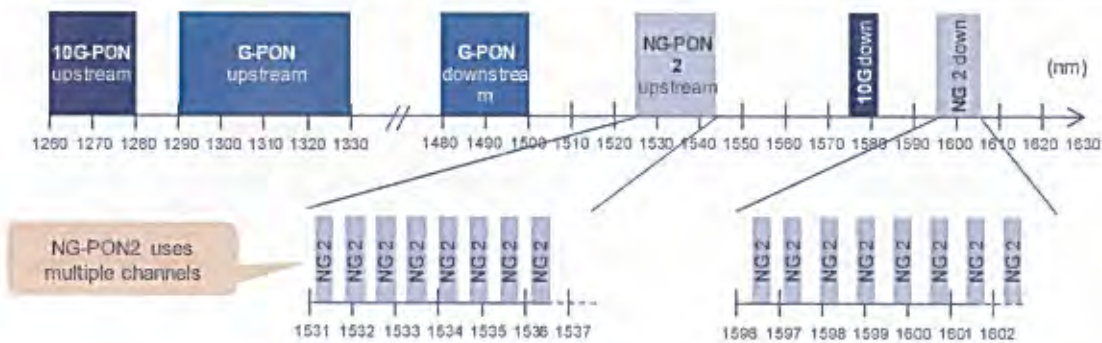 10G-PON
upstream
G-PON
upstream
G-PON
downstrea
m
NG-PON
2
upstream
10G down
NG 2 down
(nm)
1260 1270 1280 1290 1300 1310 1320 1330 1480 1490 1500 1510 1520 1530 1540 1550 1560 1570 1580 1590 1600 1610 1620 1630
NG-PON2 uses
multiple channels
NG 2 NG 2 NG 2 NG 2 NG 2 NG 2 NG 2 NG 2
1531 1532 1533 1534 1535 1536 1537
NG 2 NG 2 NG 2 NG 2 NG 2 NG 2 NG 2
1596 1597 1598 1599 1600 1601 1602